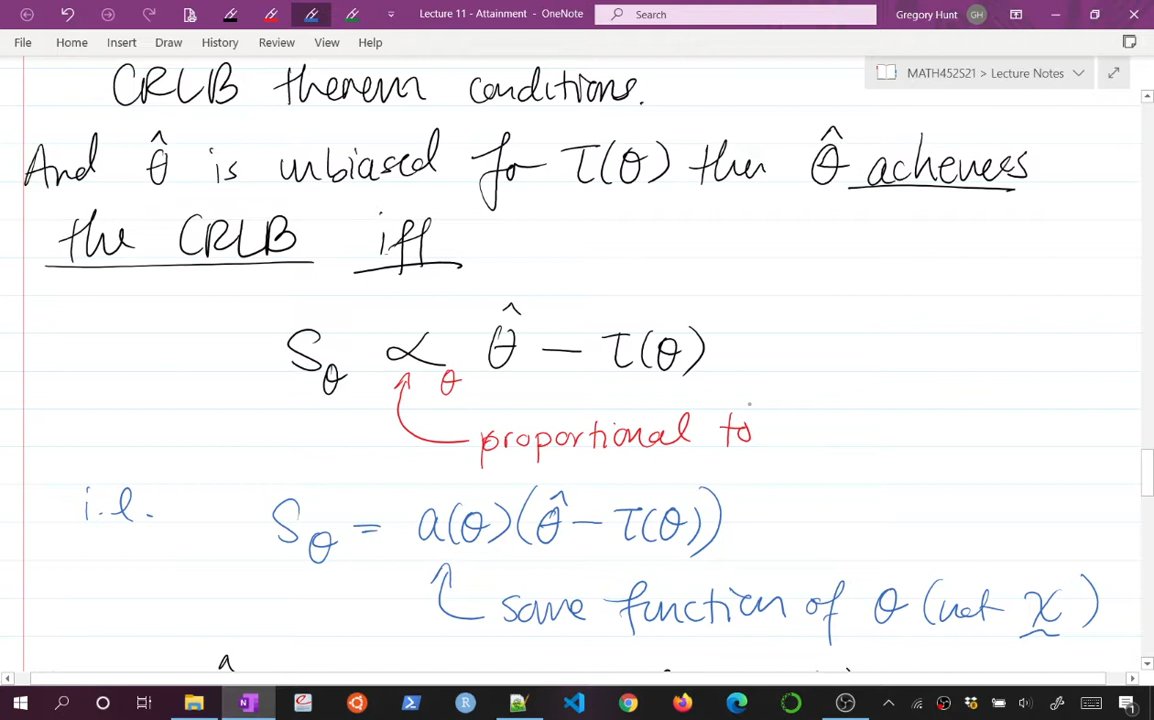 Lecture 11 - Attainment - OneNote
Search
Gregory Hunt
GH
File Home Insert Draw History Review View Help
MATH452S21 > Lecture Notes
CRLB therem conditions.
And θ̂ is unbiased for τ(θ) then θ̂ acheness
the CRLB iff
S_θ ∝_θ θ̂ - τ(θ)
proportional to
i.e. S_θ = a(θ)(θ̂ - τ(θ))
some function of θ (not x)